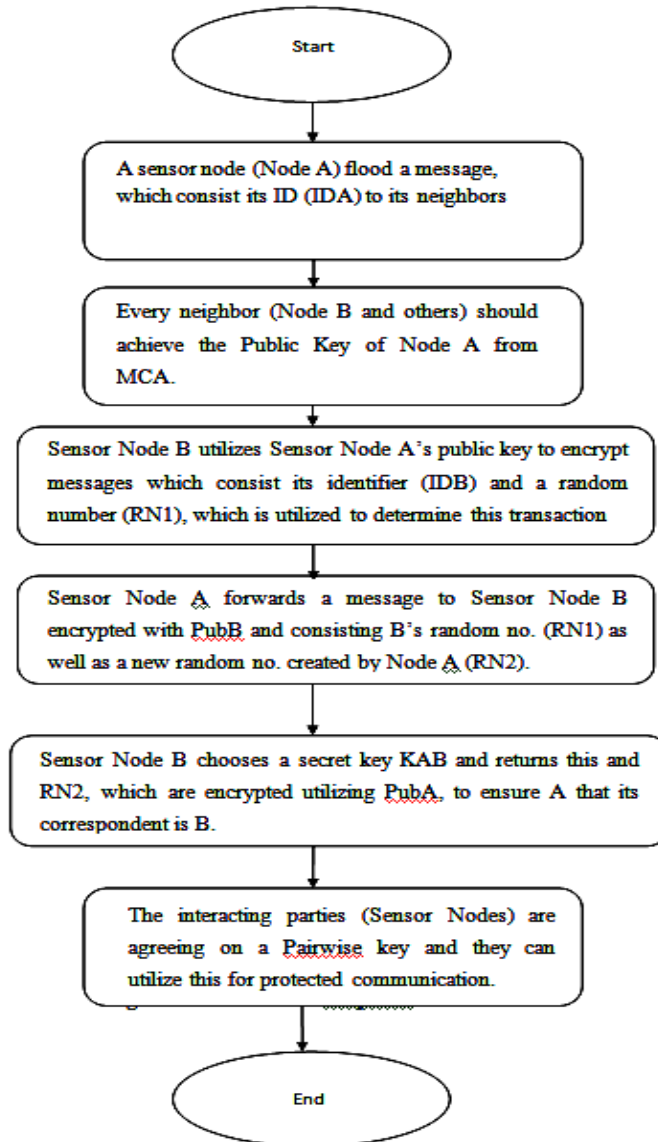 Start
A sensor node (Node A) flood a message,
which consist its ID (IDA) to its neighbors
Every neighbor (Node B and others) should
achieve the Public Key of Node A from
MCA.
Sensor Node B utilizes Sensor Node A's public key to encrypt
messages which consist its identifier (IDB) and a random
number (RN1), which is utilized to determine this transaction
Sensor Node A forwards a message to Sensor Node B
encrypted with PubB and consisting B's random no. (RN1) as
well as a new random no. created by Node A (RN2).
Sensor Node B chooses a secret key KAB and returns this and
RN2, which are encrypted utilizing PubA, to ensure A that its
correspondent is B.
The interacting parties (Sensor Nodes) are
agreeing on a Pairwise key and they can
utilize this for protected communication.
End